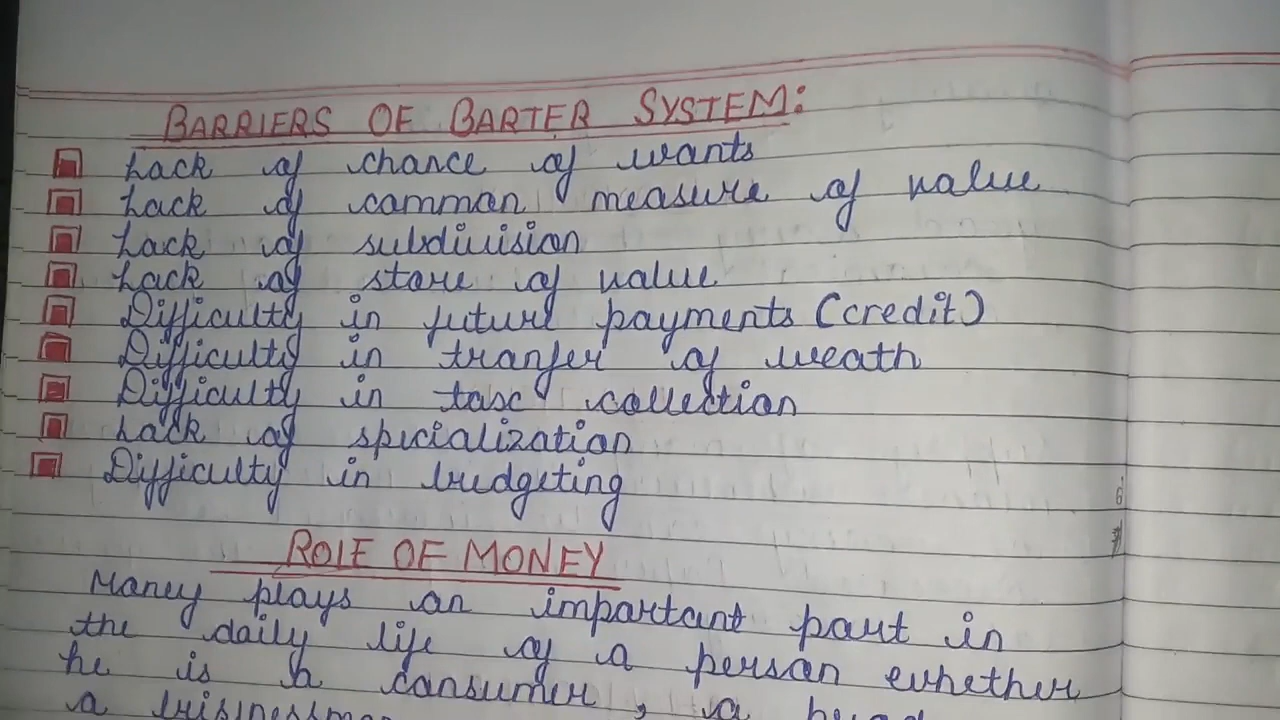 BARRIERS OF BARTER SYSTEM:
Lack of chance of wants
Lack of common measure of value
Lack of subdivision
Lack of store of value
Difficulty in future payments (credit)
Difficulty in tranfer of weath
Difficulty in tax collection
Lack of specialization
Difficulty in budgeting
ROLE OF MONEY
Money plays an important part in
the daily life of a person whether
he is a consumer, a
a